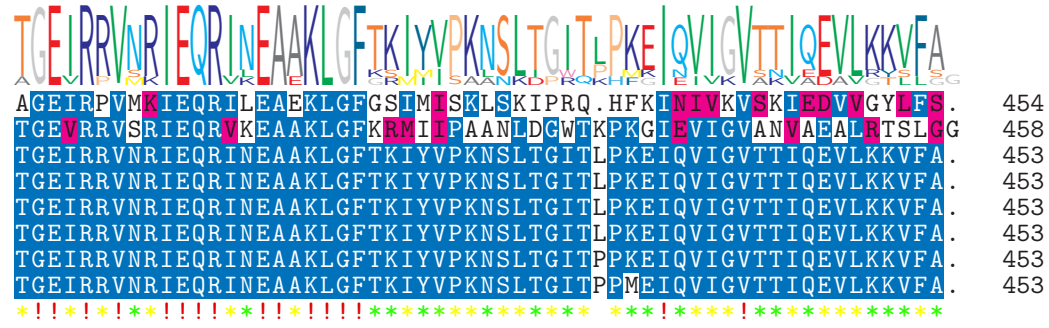 TGEIRRVNRIEQRINEAAKLGFTKIYVPKNSLTGITLPKEIQVIGVTTIQEVLKKVFA
AGEIRPVMKIEQRILEAEKLGFGSIMISKLSKIPRQ.HFKINIVKVSKIEDVVGYLFS. 454
TGEVRRVSRIEQRVKEAAKLGFKRMIIPAANLDGWTKPKGIEVIGVANVAEALRTSLGG 458
TGEIRRVNRIEQRINEAAKLGFTKIYVPKNSLTGITLPKEIQVIGVTTIQEVLKKVFA. 453
TGEIRRVNRIEQRINEAAKLGFTKIYVPKNSLTGITLPKEIQVIGVTTIQEVLKKVFA. 453
TGEIRRVNRIEQRINEAAKLGFTKIYVPKNSLTGITLPKEIQVIGVTTIQEVLKKVFA. 453
TGEIRRVNRIEQRINEAAKLGFTKIYVPKNSLTGITLPKEIQVIGVTTIQEVLKKVFA. 453
TGEIRRVNRIEQRINEAAKLGFTKIYVPKNSLTGITPPKEIQVIGVTTIQEVLKKVFA. 453
TGEIRRVNRIEQRINEAAKLGFTKIYVPKNSLTGITPPMEIQVIGVTTIQEVLKKVFA. 453
*!!*!*!**!!!!**!!*!!!!************** ***!****!************